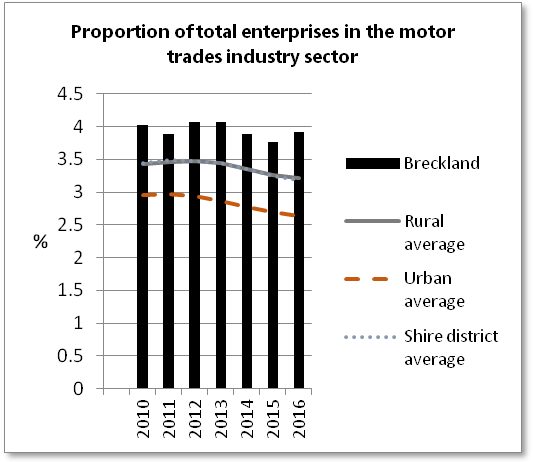 Proportion of total enterprises in the motor
trades industry sector
4.5
4
3.5
3
2.5
2
1.5
1
0.5
0
%
2010
2011
2012
2013
2014
2015
2016
Breckland
Rural
average
Urban
average
Shire district
average